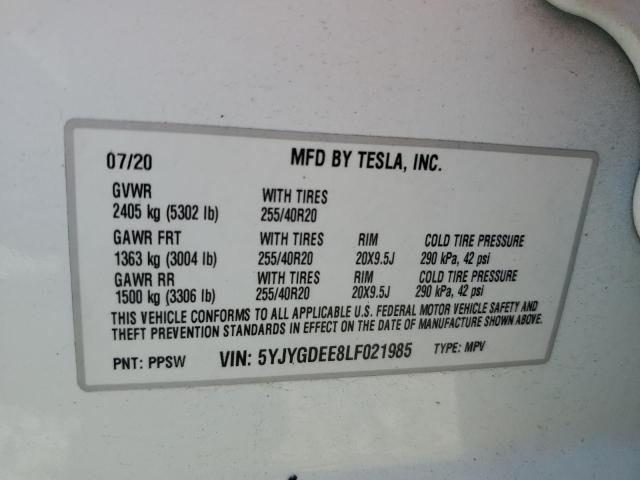 07/20 MFD BY TESLA, INC.
GVWR WITH TIRES
2405 kg (5302 lb) 255/40R20
GAWR FRT WITH TIRES RIM COLD TIRE PRESSURE
1363 kg (3004 lb) 255/40R20 20X9.5J 290 kPa, 42 psi
GAWR RR WITH TIRES RIM COLD TIRE PRESSURE
1500 kg (3306 lb) 255/40R20 20X9.5J 290 kPa, 42 psi
THIS VEHICLE CONFORMS TO ALL APPLICABLE U.S. FEDERAL MOTOR VEHICLE SAFETY AND
THEFT PREVENTION STANDARDS IN EFFECT ON THE DATE OF MANUFACTURE SHOWN ABOVE.
PNT: PPSW VIN: 5YJYGDEE8LF021985 TYPE: MPV